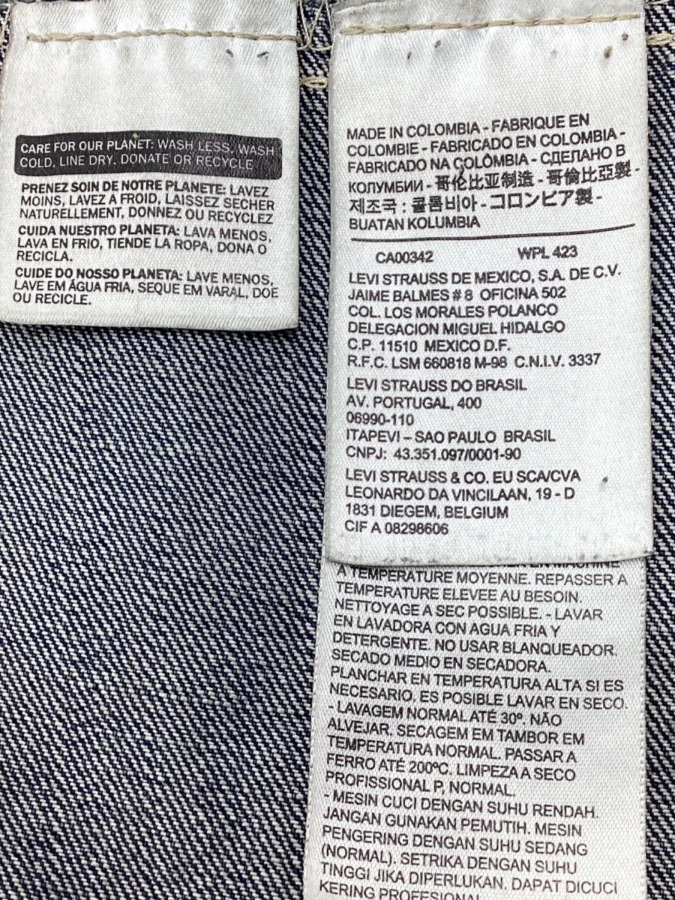 CARE FOR OUR PLANET: WASH LESS, WASH
COLD, LINE DRY, DONATE OR RECYCLE
PRENEZ SOIN DE NOTRE PLANETE: LAVEZ
MOINS, LAVEZ A FROID, LAISSEZ SECHER
NATURELLEMENT, DONNEZ OU RECYCLEZ
CUIDA NUESTRO PLANETA: LAVA MENOS,
LAVA EN FRIO, TIENDE LA ROPA, DONA O
RECICLA.
CUIDE DO NOSSO PLANETA: LAVE MENOS,
LAVE EM ÁGUA FRIA, SEQUE EM VARAL, DOE
OU RECICLE.
MADE IN COLOMBIA - FABRIQUE EN
COLOMBIE - FABRICADO EN COLOMBIA -
FABRICADO NA COLÔMBIA - СДЕЛАНО В
КОЛУМБИИ - 哥伦比亚制造 - 哥倫比亞製 -
제조국 : 콜롬비아 - コロンビア製 -
BUATAN KOLUMBIA
CA00342 WPL 423
LEVI STRAUSS DE MEXICO, S.A. DE C.V.
JAIME BALMES # 8 OFICINA 502
COL. LOS MORALES POLANCO
DELEGACION MIGUEL HIDALGO
C.P. 11510 MEXICO D.F.
R.F.C. LSM 660818 M-98 C.N.I.V. 3337
LEVI STRAUSS DO BRASIL
AV. PORTUGAL, 400
06990-110
ITAPEVI – SAO PAULO BRASIL
CNPJ: 43.351.097/0001-90
LEVI STRAUSS & CO. EU SCA/CVA
LEONARDO DA VINCILAAN, 19 - D
1831 DIEGEM, BELGIUM
CIF A 08298606
EN MACHINE
A TEMPERATURE MOYENNE. REPASSER A
TEMPERATURE ELEVEE AU BESOIN.
NETTOYAGE A SEC POSSIBLE. - LAVAR
EN LAVADORA CON AGUA FRIA Y
DETERGENTE. NO USAR BLANQUEADOR.
SECADO MEDIO EN SECADORA.
PLANCHAR EN TEMPERATURA ALTA SI ES
NECESARIO. ES POSIBLE LAVAR EN SECO.
- LAVAGEM NORMAL ATÉ 30º. NÃO
ALVEJAR. SECAGEM EM TAMBOR EM
TEMPERATURA NORMAL. PASSAR A
FERRO ATÉ 200ºC. LIMPEZA A SECO
PROFISSIONAL P, NORMAL.
- MESIN CUCI DENGAN SUHU RENDAH.
JANGAN GUNAKAN PEMUTIH. MESIN
PENGERING DENGAN SUHU SEDANG
(NORMAL). SETRIKA DENGAN SUHU
TINGGI JIKA DIPERLUKAN. DAPAT DICUCI
KERING PROFESIONAL